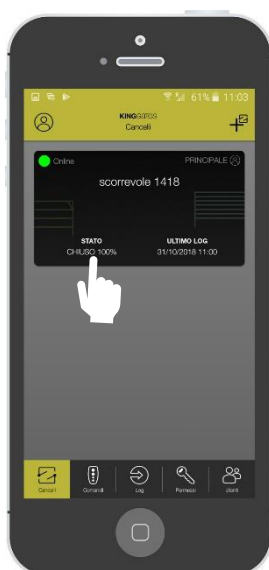 61% 11:03
KINGGATES
Cancelli
Online
PRINCIPALE
scorrevole 1418
STATO
ULTIMO LOG
CHIUSO 100%
31/10/2018 11:00
Cancelli
Comandi
Log
Permessi
Utenti